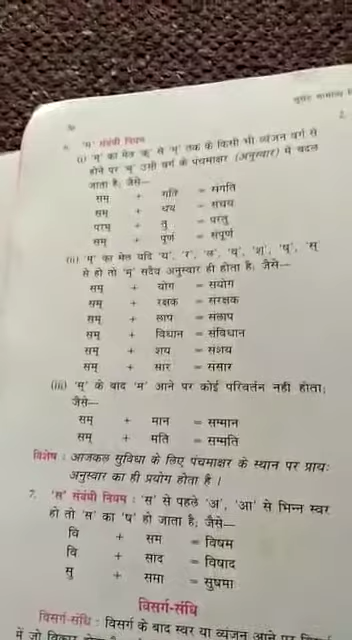 'म' संबंधी नियम
(i) 'म्' का मेल 'क्' से 'भ्' तक के किसी भी व्यंजन वर्ग से
होने पर 'म्' उसी वर्ग के पंचमाक्षर (अनुस्वार) में बदल
जाता है; जैसे—
सम् + गति = संगति
सम् + चय = संचय
परम् + तु = परंतु
सम् + पूर्ण = संपूर्ण
(ii) 'म्' का मेल यदि 'य', 'र', 'ल', 'व्', 'श्', 'ष्', 'स्
से हो तो 'म्' सदैव अनुस्वार ही होता है; जैसे—
सम् + योग = संयोग
सम् + रक्षक = संरक्षक
सम् + लाप = संलाप
सम् + विधान = संविधान
सम् + शय = संशय
सम् + सार = संसार
(iii) 'म्' के बाद 'म' आने पर कोई परिवर्तन नहीं होता;
जैसे—
सम् + मान = सम्मान
सम् + मति = सम्मति
विशेष : आजकल सुविधा के लिए पंचमाक्षर के स्थान पर प्रायः
अनुस्वार का ही प्रयोग होता है ।
7. 'स' संबंधी नियम : 'स' से पहले 'अ', 'आ' से भिन्न स्वर
हो तो 'स' का 'ष' हो जाता है; जैसे—
वि + सम = विषम
वि + साद = विषाद
सु + समा = सुषमा
विसर्ग-संधि
विसर्ग-संधि : विसर्ग के बाद स्वर या व्यंजन आने पर
में जो विकार होता है